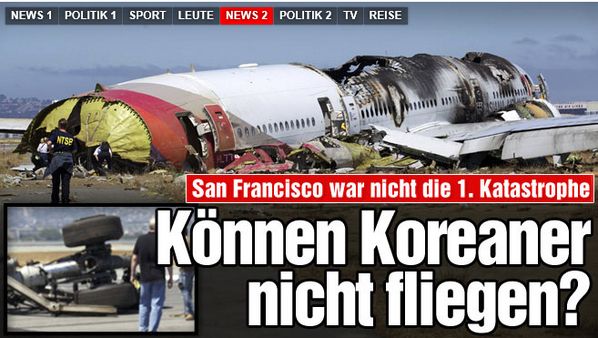 NEWS 1 POLITIK 1 SPORT LEUTE NEWS 2 POLITIK 2 TV REISE
NTSB
San Francisco war nicht die 1. Katastrophe
Können Koreaner
nicht fliegen?